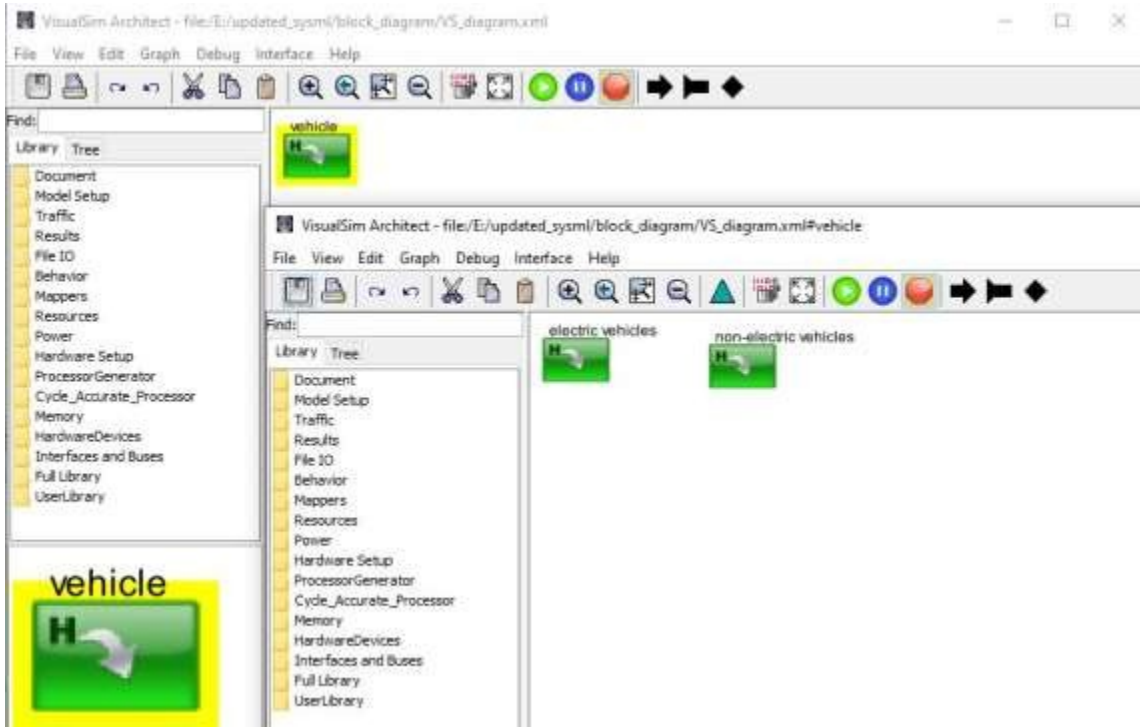 VisualSim Architect - file:/E:/updated_sysml/block_diagram/VS_diagram.xml
File View Edit Graph Debug Interface Help
Find:
Library Tree
Document
Model Setup
Traffic
Results
File IO
Behavior
Mappers
Resources
Power
Hardware Setup
ProcessorGenerator
Cycle_Accurate_Processor
Memory
HardwareDevices
Interfaces and Buses
Full Library
UserLibrary
vehicle
H
vehicle
H
VisualSim Architect - file:/E:/updated_sysml/block_diagram/VS_diagram.xml#vehicle
File View Edit Graph Debug Interface Help
Find:
Library Tree
Document
Model Setup
Traffic
Results
File IO
Behavior
Mappers
Resources
Power
Hardware Setup
ProcessorGenerator
Cycle_Accurate_Processor
Memory
HardwareDevices
Interfaces and Buses
Full Library
UserLibrary
electric vehicles
H
non-electric vehicles
H